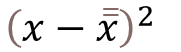 (𝑥 − 𝑥̿)²